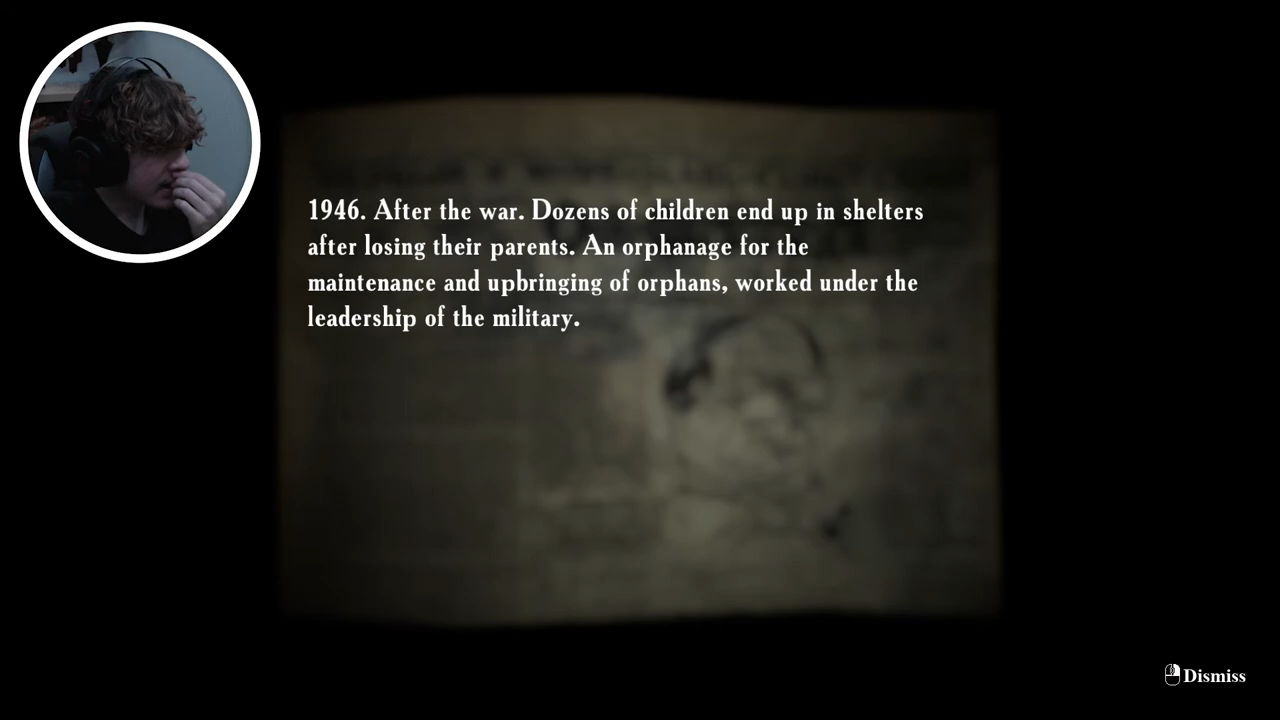 1946. After the war. Dozens of children end up in shelters
after losing their parents. An orphanage for the
maintenance and upbringing of orphans, worked under the
leadership of the military.
Dismiss